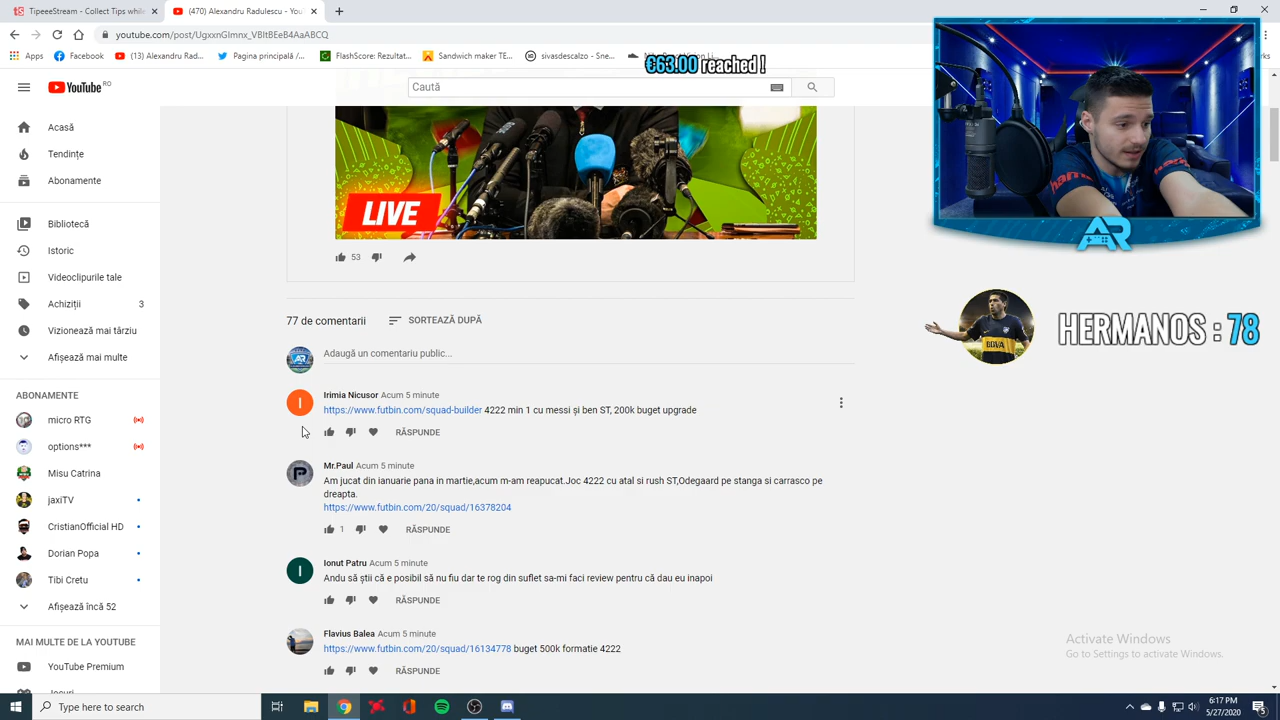 TipeeeStream - Collect Tips while
(470) Alexandru Radulescu - You
youtube.com/post/
Apps
Facebook
(13) Alexandru Rad...
Pagina principală /...
FlashScore: Rezultat...
Sandwich maker TE...
sivasdescalzo - Sne...
€63.00 reached !
YouTube RO
Caută
Acasă
Tendințe
Abonamente
Bibliotecă
Istoric
Videoclipurile tale
Achiziții 3
Vizionează mai târziu
Afișează mai multe
ABONAMENTE
micro RTG
options***
Misu Catrina
jaxiTV
CristianOfficial HD
Dorian Popa
Tibi Cretu
Afișează încă 52
MAI MULTE DE LA YOUTUBE
YouTube Premium
Jocuri
LIVE
53
77 de comentarii
SORTEAZĂ DUPĂ
Adaugă un comentariu public...
Irimia Nicusor Acum 5 minute
https://www.futbin.com/squad-builder 4222 min 1 cu messi și ben ST, 200k buget upgrade
RĂSPUNDE
Mr.Paul Acum 5 minute
Am jucat din ianuarie pana in martie,acum m-am reapucat.Joc 4222 cu atal si rush ST,Odegaard pe stanga si carrasco pe
dreapta.
https://www.futbin.com/20/squad/16378204
1
RĂSPUNDE
Ionut Patru Acum 5 minute
Andu să știi că e posibil să nu fiu dar te rog din suflet sa-mi faci review pentru că dau eu inapoi
RĂSPUNDE
Flavius Balea Acum 5 minute
https://www.futbin.com/20/squad/16134778 buget 500k formatie 4222
RĂSPUNDE
AR
BBVA
HERMANOS : 78
Activate Windows
Go to Settings to activate Windows.
Type here to search
6:17 PM
5/27/2020
5